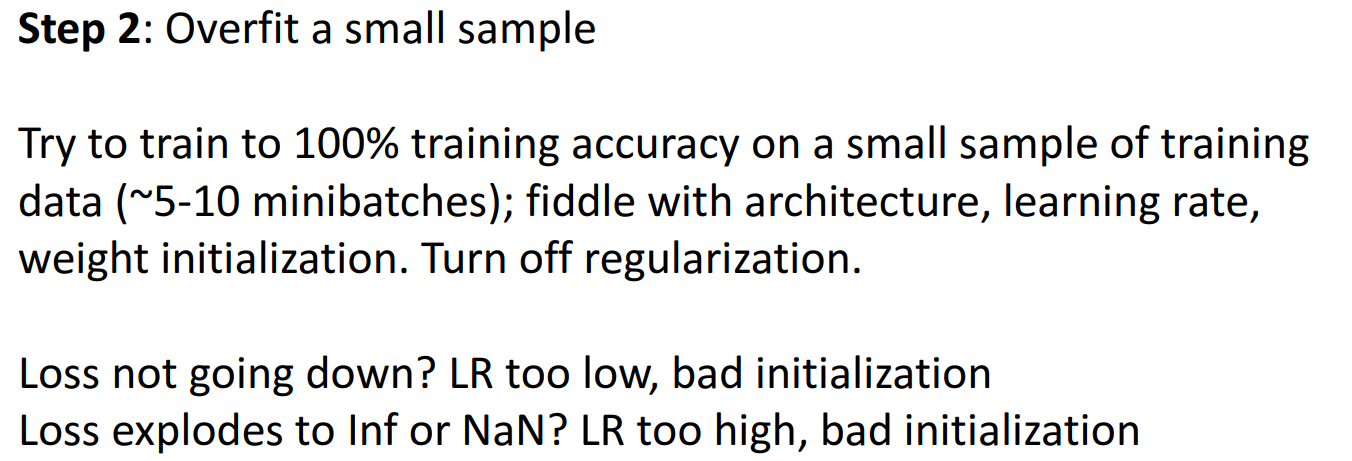 Step 2: Overfit a small sample
Try to train to 100% training accuracy on a small sample of training
data (~5-10 minibatches); fiddle with architecture, learning rate,
weight initialization. Turn off regularization.
Loss not going down? LR too low, bad initialization
Loss explodes to Inf or NaN? LR too high, bad initialization